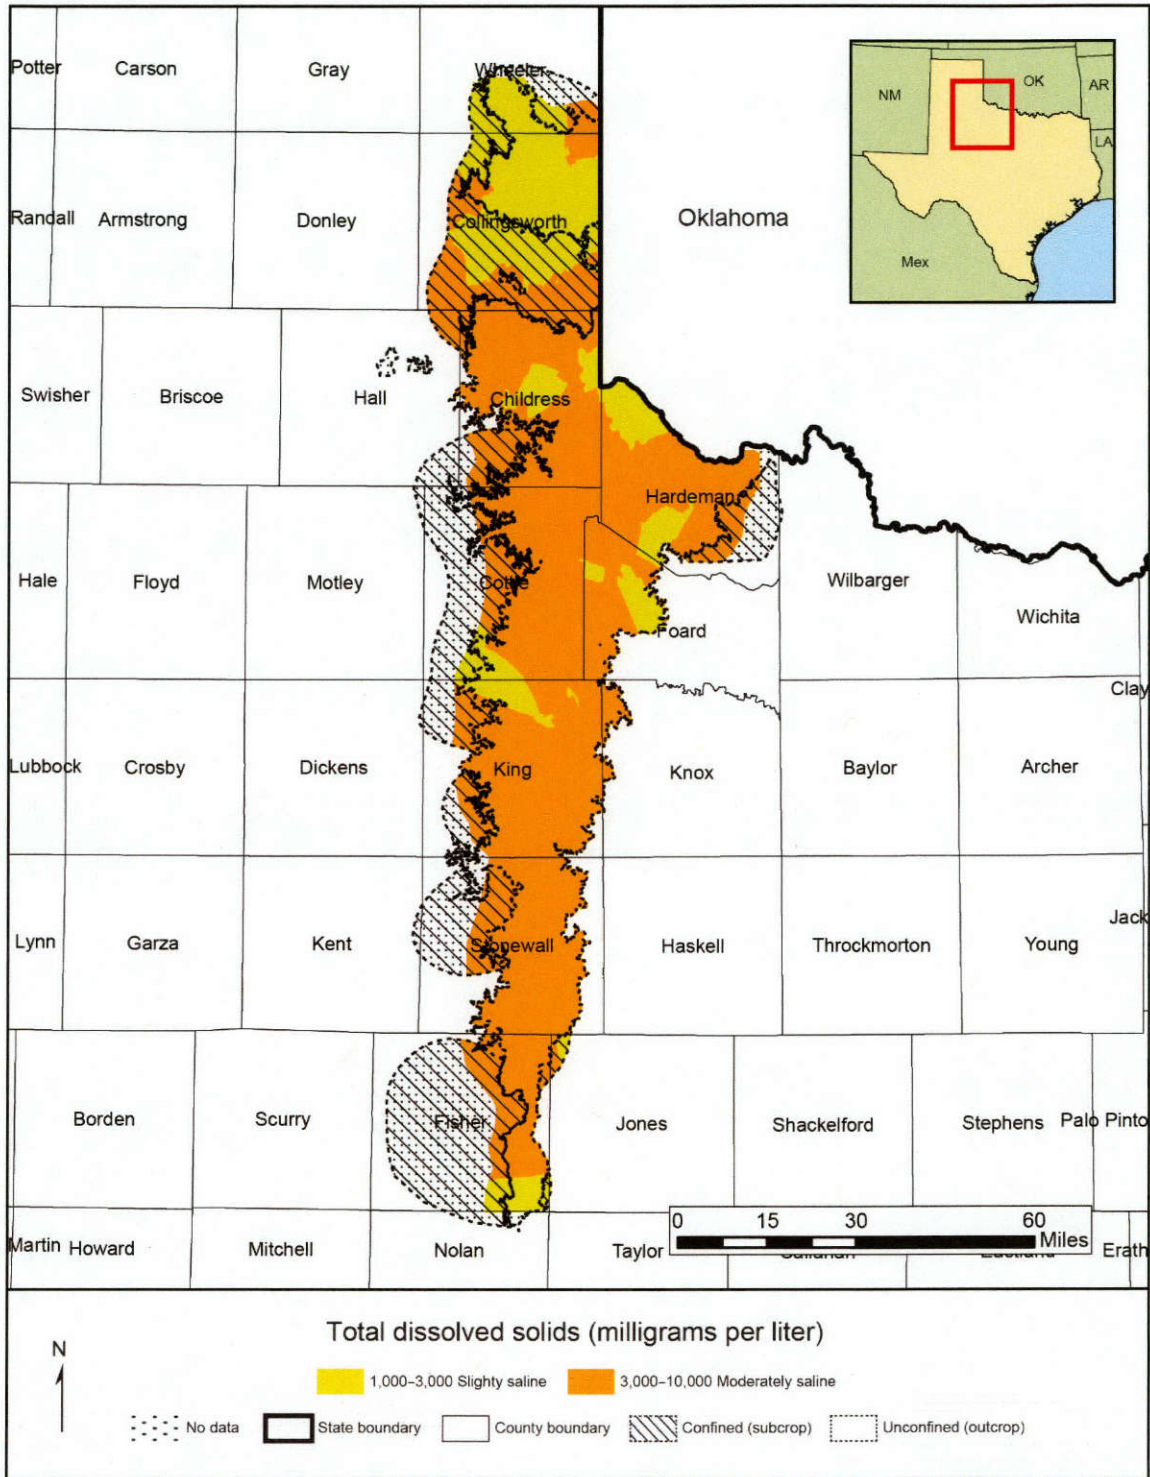 Potter Carson Gray Wheeler
NM OK AR
LA
Mex
Randall Armstrong Donley Collingsworth Oklahoma
Swisher Briscoe Hall Childress
Hardeman
Hale Floyd Motley Cottle Wilbarger
Foard Wichita
Clay
Lubbock Crosby Dickens King Knox Baylor Archer
Jack
Lynn Garza Kent Stonewall Haskell Throckmorton Young
Borden Scurry Fisher Jones Shackelford Stephens Palo Pinto
0 15 30 60
Miles
Martin Howard Mitchell Nolan Taylor Callahan Eastland Erath
Total dissolved solids (milligrams per liter)
N
1,000–3,000 Slighty saline 3,000–10,000 Moderately saline
No data State boundary County boundary Confined (subcrop) Unconfined (outcrop)